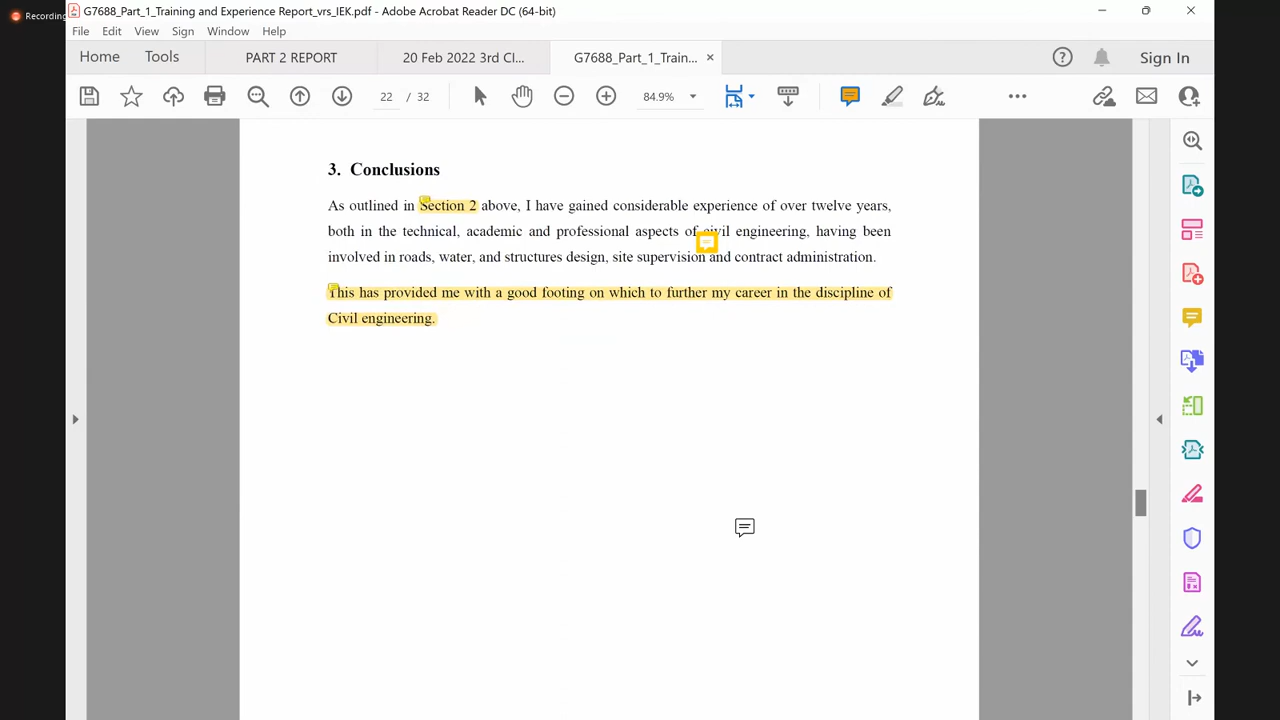 Recording
G7688_Part_1_Training and Experience Report_vrs_IEK.pdf - Adobe Acrobat Reader DC (64-bit)
File Edit View Sign Window Help
Home Tools PART 2 REPORT 20 Feb 2022 3rd Cl... G7688_Part_1_Train... Sign In
22 / 32 84.9%
3. Conclusions
As outlined in Section 2 above, I have gained considerable experience of over twelve years,
both in the technical, academic and professional aspects of civil engineering, having been
involved in roads, water, and structures design, site supervision and contract administration.
This has provided me with a good footing on which to further my career in the discipline of
Civil engineering.